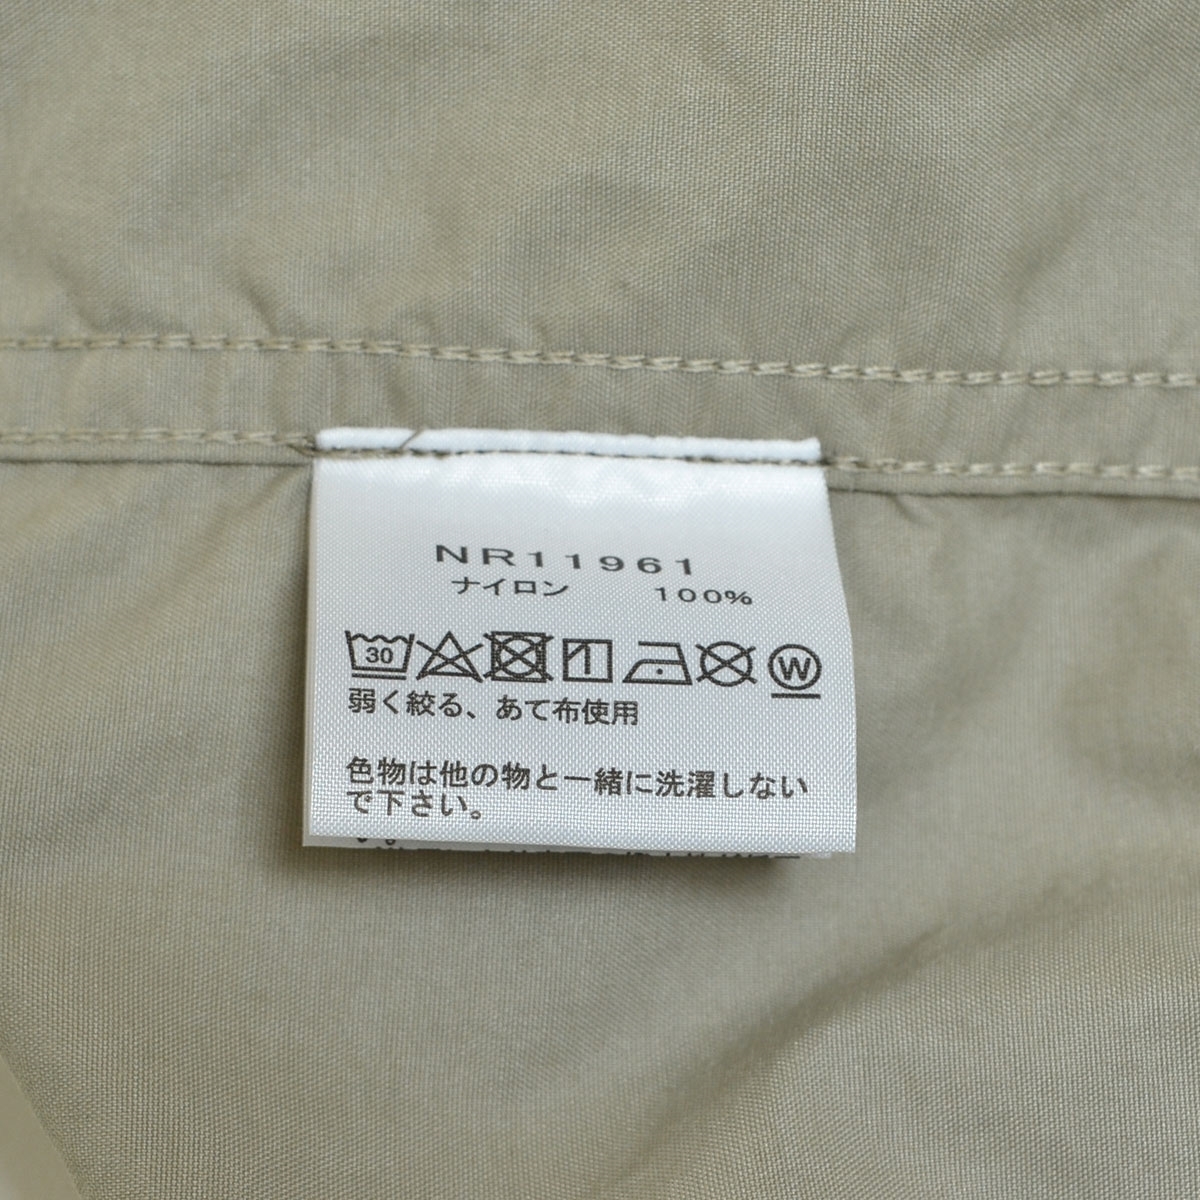 NR11961
ナイロン 100%
30 W
弱く絞る、あて布使用
色物は他の物と一緒に洗濯しない
で下さい。